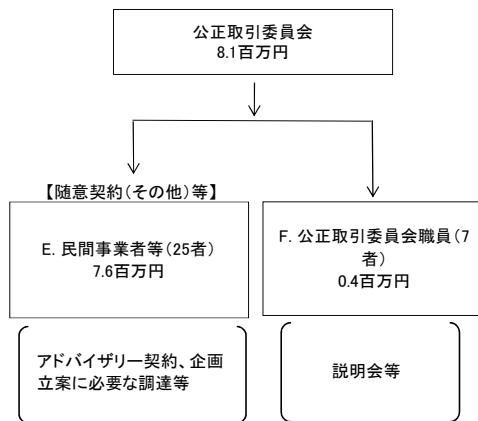 公正取引委員会
8.1百万円
【随意契約(その他)等】
E. 民間事業者等(25者)
7.6百万円
F. 公正取引委員会職員(7
者)
0.4百万円
アドバイザリー契約、企画
立案に必要な調達等
説明会等